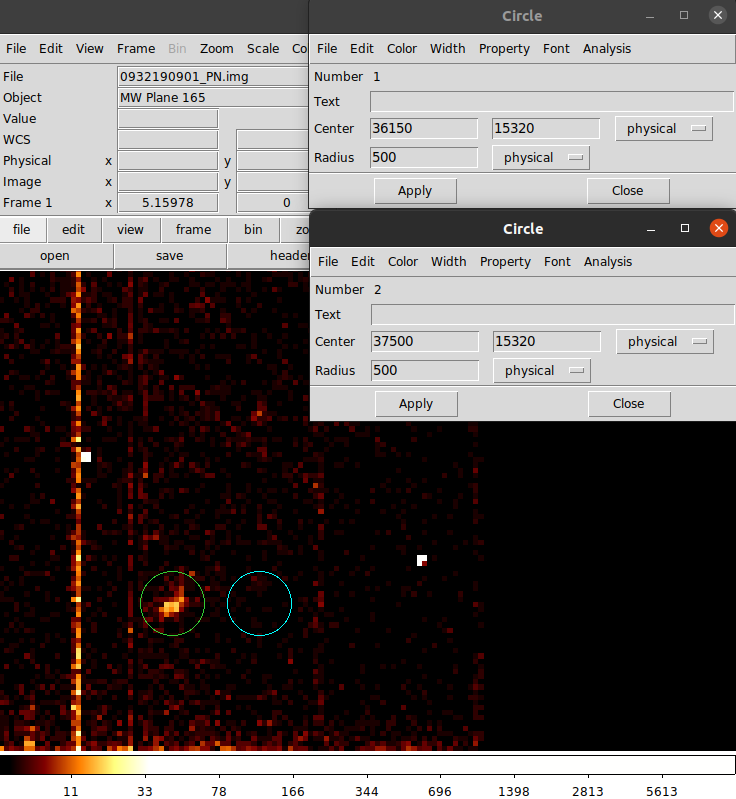 Circle
File Edit View Frame Bin Zoom Scale Co
File Edit Color Width Property Font Analysis
File 0932190901_PN.img
Number 1
Object MW Plane 165
Text
Value
Center 36150 15320 physical
WCS
Radius 500 physical
Physical x y
Image x y
Apply Close
Frame 1 x 5.15978 0
file edit view frame bin zo
Circle
open save header
File Edit Color Width Property Font Analysis
Number 2
Text
Center 37500 15320 physical
Radius 500 physical
Apply Close
11 33 78 166 344 696 1398 2813 5613